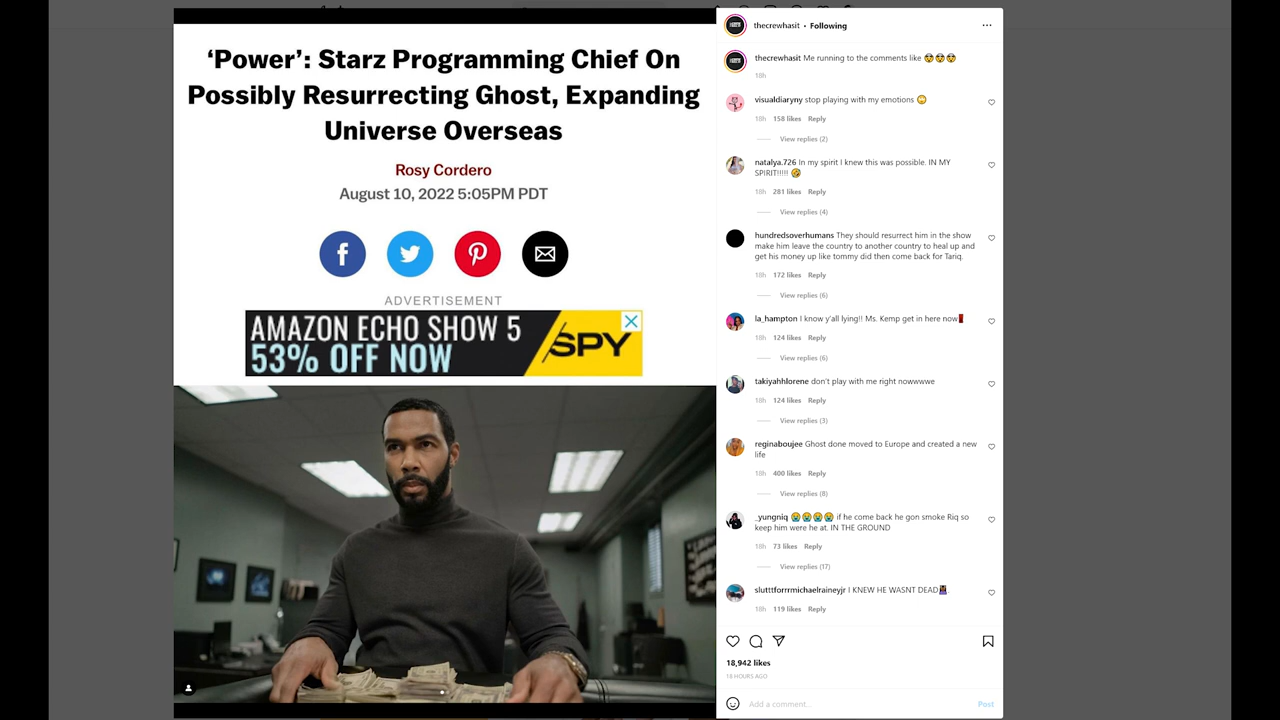 ‘Power’: Starz Programming Chief On
Possibly Resurrecting Ghost, Expanding
Universe Overseas
Rosy Cordero
August 10, 2022 5:05PM PDT
ADVERTISEMENT
AMAZON ECHO SHOW 5
53% OFF NOW
SPY
thecrewhasit • Following
thecrewhasit Me running to the comments like 🤯🤯🤯
18h
visualdiaryny stop playing with my emotions 🙄
18h 158 likes Reply
View replies (2)
natalya.726 In my spirit I knew this was possible. IN MY
SPIRIT!!!!! 🤣
18h 281 likes Reply
View replies (4)
hundredsoverhumans They should resurrect him in the show
make him leave the country to another country to heal up and
get his money up like tommy did then come back for Tariq.
18h 172 likes Reply
View replies (6)
la_hampton I know y'all lying!! Ms. Kemp get in here now🚪
18h 124 likes Reply
View replies (6)
takiyahhlorene don't play with me right nowwwwe
18h 124 likes Reply
View replies (3)
reginaboujee Ghost done moved to Europe and created a new
life
18h 400 likes Reply
View replies (8)
_yungniq 😭😭😭😭 if he come back he gon smoke Riq so
keep him were he at. IN THE GROUND
18h 73 likes Reply
View replies (17)
slutttforrrmichaelraineyjr I KNEW HE WASNT DEAD
18h 119 likes Reply
18,942 likes
18 HOURS AGO
Add a comment...
Post